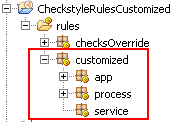 CheckstyleRulesCustomized
rules
checksOverride
customized
app
process
service